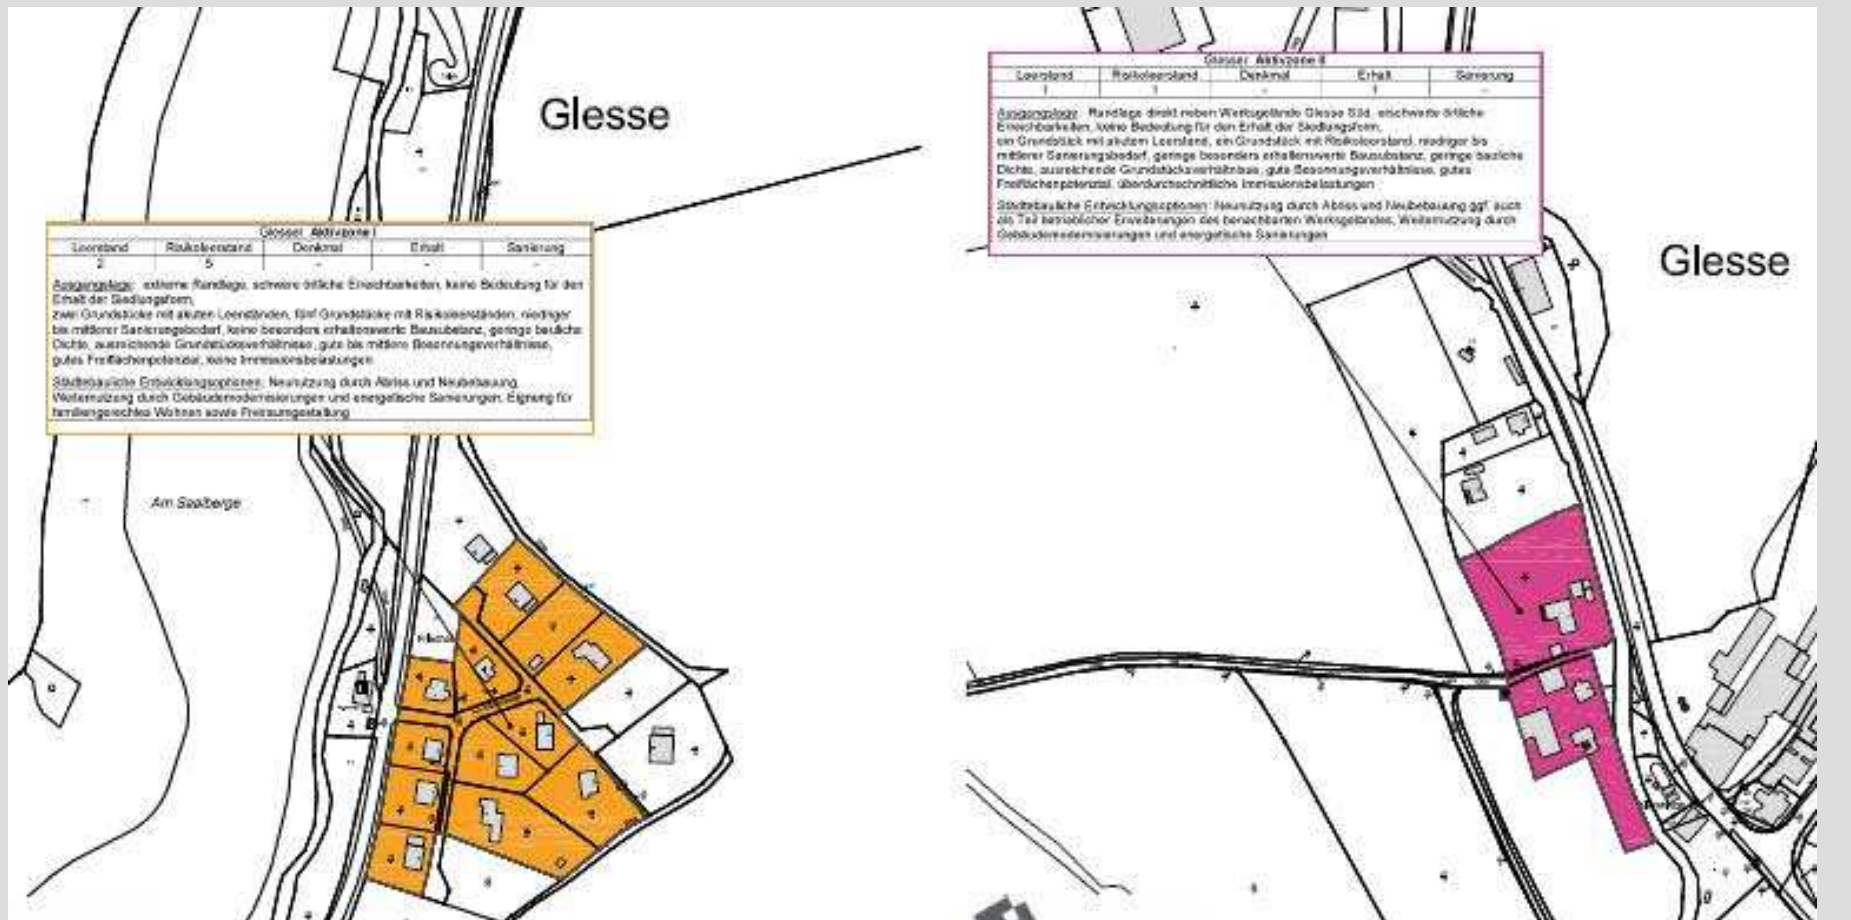 Glesse
Glesser Aktivzone I
Leerstand Risikoleerstand Denkmal Erhalt Sanierung
2 5 - - -
Ausgangslage: extreme Randlage, schwere örtliche Erreichbarkeiten, keine Bedeutung für den
Erhalt der Siedlungsform,
zwei Grundstücke mit akuten Leerständen, fünf Grundstücke mit Risikoleerständen, niedriger
bis mittlerer Sanierungsbedarf, keine besondere erhaltenswerte Bausubstanz, geringe bauliche
Dichte, ausreichende Grundstücksverhältnisse, gute bis mittlere Besonnungsverhältnisse,
gutes Freiflächenpotenzial, keine Immissionsbelastungen
Städtebauliche Entwicklungsoptionen: Neunutzung durch Abriss und Neubebauung,
Weiternutzung durch Gebäudemodernisierungen und energetische Sanierungen, Eignung für
familiengerechtes Wohnen sowie Freiraumgestaltung
Am Saalberge
Glesser Aktivzone II
Leerstand Risikoleerstand Denkmal Erhalt Sanierung
1 1 - 1 -
Ausgangslage: Randlage direkt neben Werksgelände Glesse Süd, erschwerte örtliche
Erreichbarkeiten, keine Bedeutung für den Erhalt der Siedlungsform,
ein Grundstück mit akutem Leerstand, ein Grundstück mit Risikoleerstand, niedriger bis
mittlerer Sanierungsbedarf, geringe besonders erhaltenswerte Bausubstanz, geringe bauliche
Dichte, ausreichende Grundstücksverhältnisse, gute Besonnungsverhältnisse, gutes
Freiflächenpotenzial, überdurchschnittliche Immissionsbelastungen
Städtebauliche Entwicklungsoptionen: Neunutzung durch Abriss und Neubebauung ggf. auch
als Teil betrieblicher Erweiterungen des benachbarten Werksgeländes, Weiternutzung durch
Gebäudemodernisierungen und energetische Sanierungen
Glesse